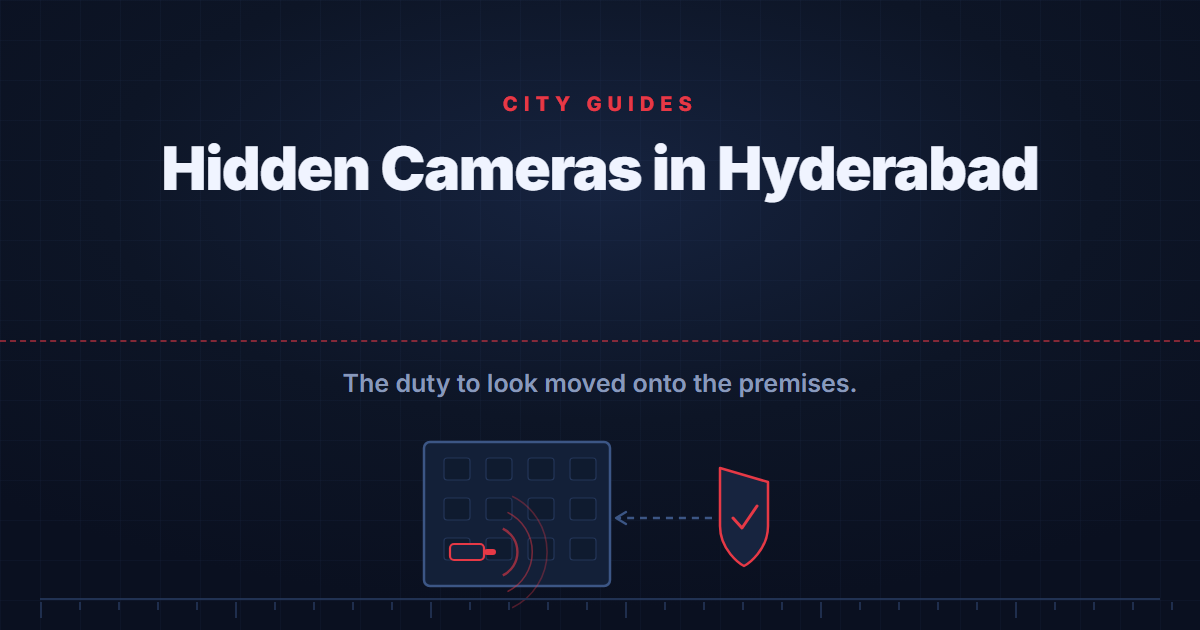 CITY GUIDES
Hidden Cameras in Hyderabad
The duty to look moved onto the premises.